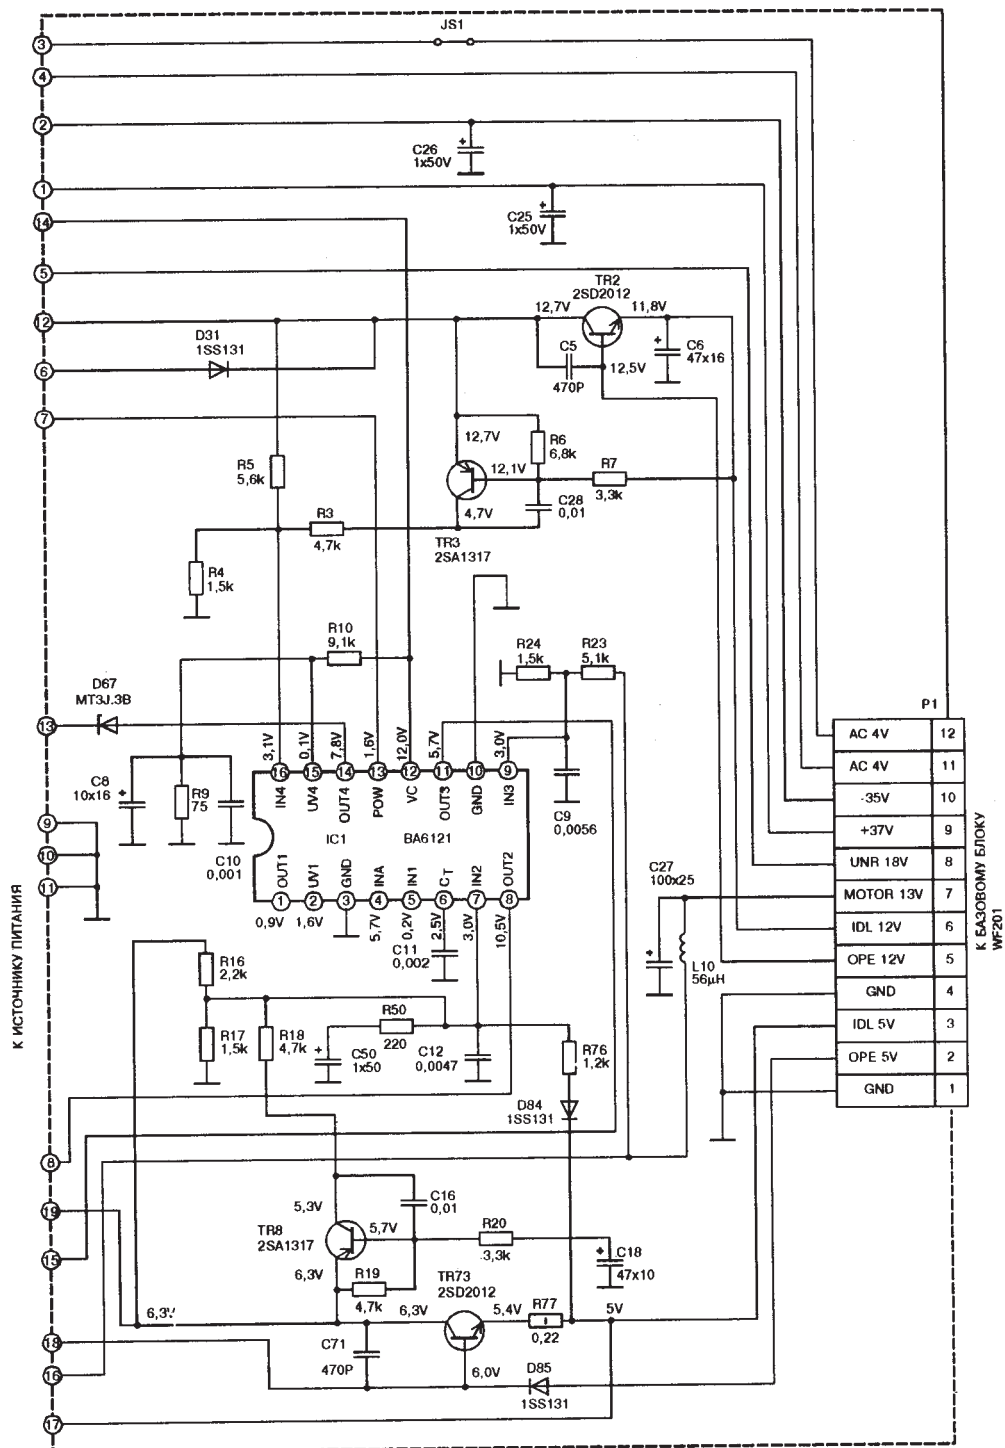 JS1
3
4
2
C26
1x50V
1
C25
1x50V
14
5
TR2
2SD2012
12,7V
11,8V
12
D31
1SS131
C5
470P
12,5V
C6
47x16
6
7
12,7V
R6
6,8k
R5
5,6k
12,1V
R7
3,3k
4,7V
C28
0,01
R3
4,7k
TR3
2SA1317
R4
1,5k
R10
9,1k
R24
1,5k
R23
5,1k
D67
MT3J.3B
13
P1
3,1V
0,1V
7,8V
1,6V
12,0V
5,7V
3,0V
16
15
14
13
12
11
10
9
IN4
UV4
OUT4
POW
VC
OUT3
GND
IN3
C8
10x16
R9
75
C10
0,001
IC1
BA6121
C9
0,0056
OUT1
UV1
GND
INA
IN1
CT
IN2
OUT2
1
2
3
4
5
6
7
8
0,9V
1,6V
5,7V
0,2V
2,5V
3,0V
10,5V
9
10
11
AC 4V 12
AC 4V 11
-35V 10
+37V 9
UNR 18V 8
MOTOR 13V 7
IDL 12V 6
OPE 12V 5
GND 4
IDL 5V 3
OPE 5V 2
GND 1
К БАЗОВОМУ БЛОКУ
WF201
К ИСТОЧНИКУ ПИТАНИЯ
C27
100x25
L10
56µH
C11
0,002
R16
2,2k
R17
1,5k
R18
4,7k
R50
220
C50
1x50
C12
0,0047
R76
1,2k
D84
1SS131
8
19
15
C16
0,01
5,3V
TR8
2SA1317
5,7V
R20
3,3k
C18
47x10
6,3V
R19
4,7k
TR73
2SD2012
6,3V
6,3V
5,4V
R77
0,22
5V
C71
470P
6,0V
D85
1SS131
18
16
17